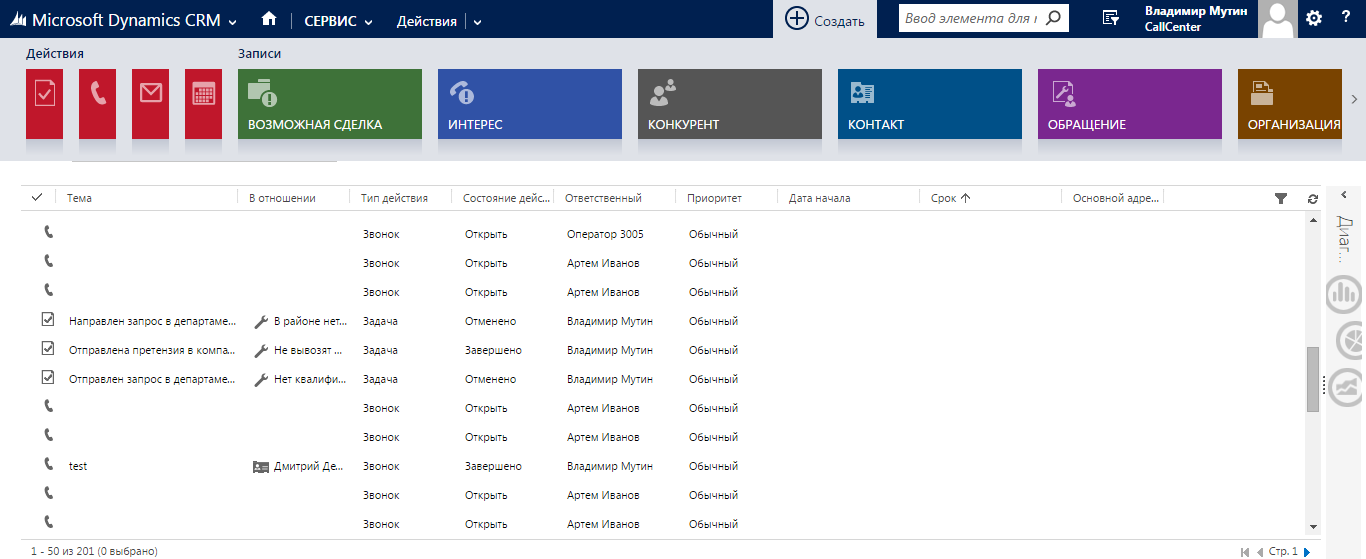 Microsoft Dynamics CRM СЕРВИС Действия Создать Ввод элемента для г Владимир Мутин
CallCenter
?
Действия Записи
ВОЗМОЖНАЯ СДЕЛКА ИНТЕРЕС КОНКУРЕНТ КОНТАКТ ОБРАЩЕНИЕ ОРГАНИЗАЦИЯ
Тема В отношении Тип действия Состояние дейс... Ответственный Приоритет Дата начала Срок Основной адре...
Диаг...
Звонок Открыть Оператор 3005 Обычный
Звонок Открыть Артем Иванов Обычный
Звонок Открыть Артем Иванов Обычный
Направлен запрос в департаме... В районе нет... Задача Отменено Владимир Мутин Обычный
Отправлена претензия в компа... Не вывозят ... Задача Завершено Владимир Мутин Обычный
Отправлен запрос в департаме... Нет квалифи... Задача Отменено Владимир Мутин Обычный
Звонок Открыть Артем Иванов Обычный
Звонок Открыть Артем Иванов Обычный
test Дмитрий Де... Звонок Завершено Владимир Мутин Обычный
Звонок Открыть Артем Иванов Обычный
Звонок Открыть Артем Иванов Обычный
1 - 50 из 201 (0 выбрано) Стр. 1